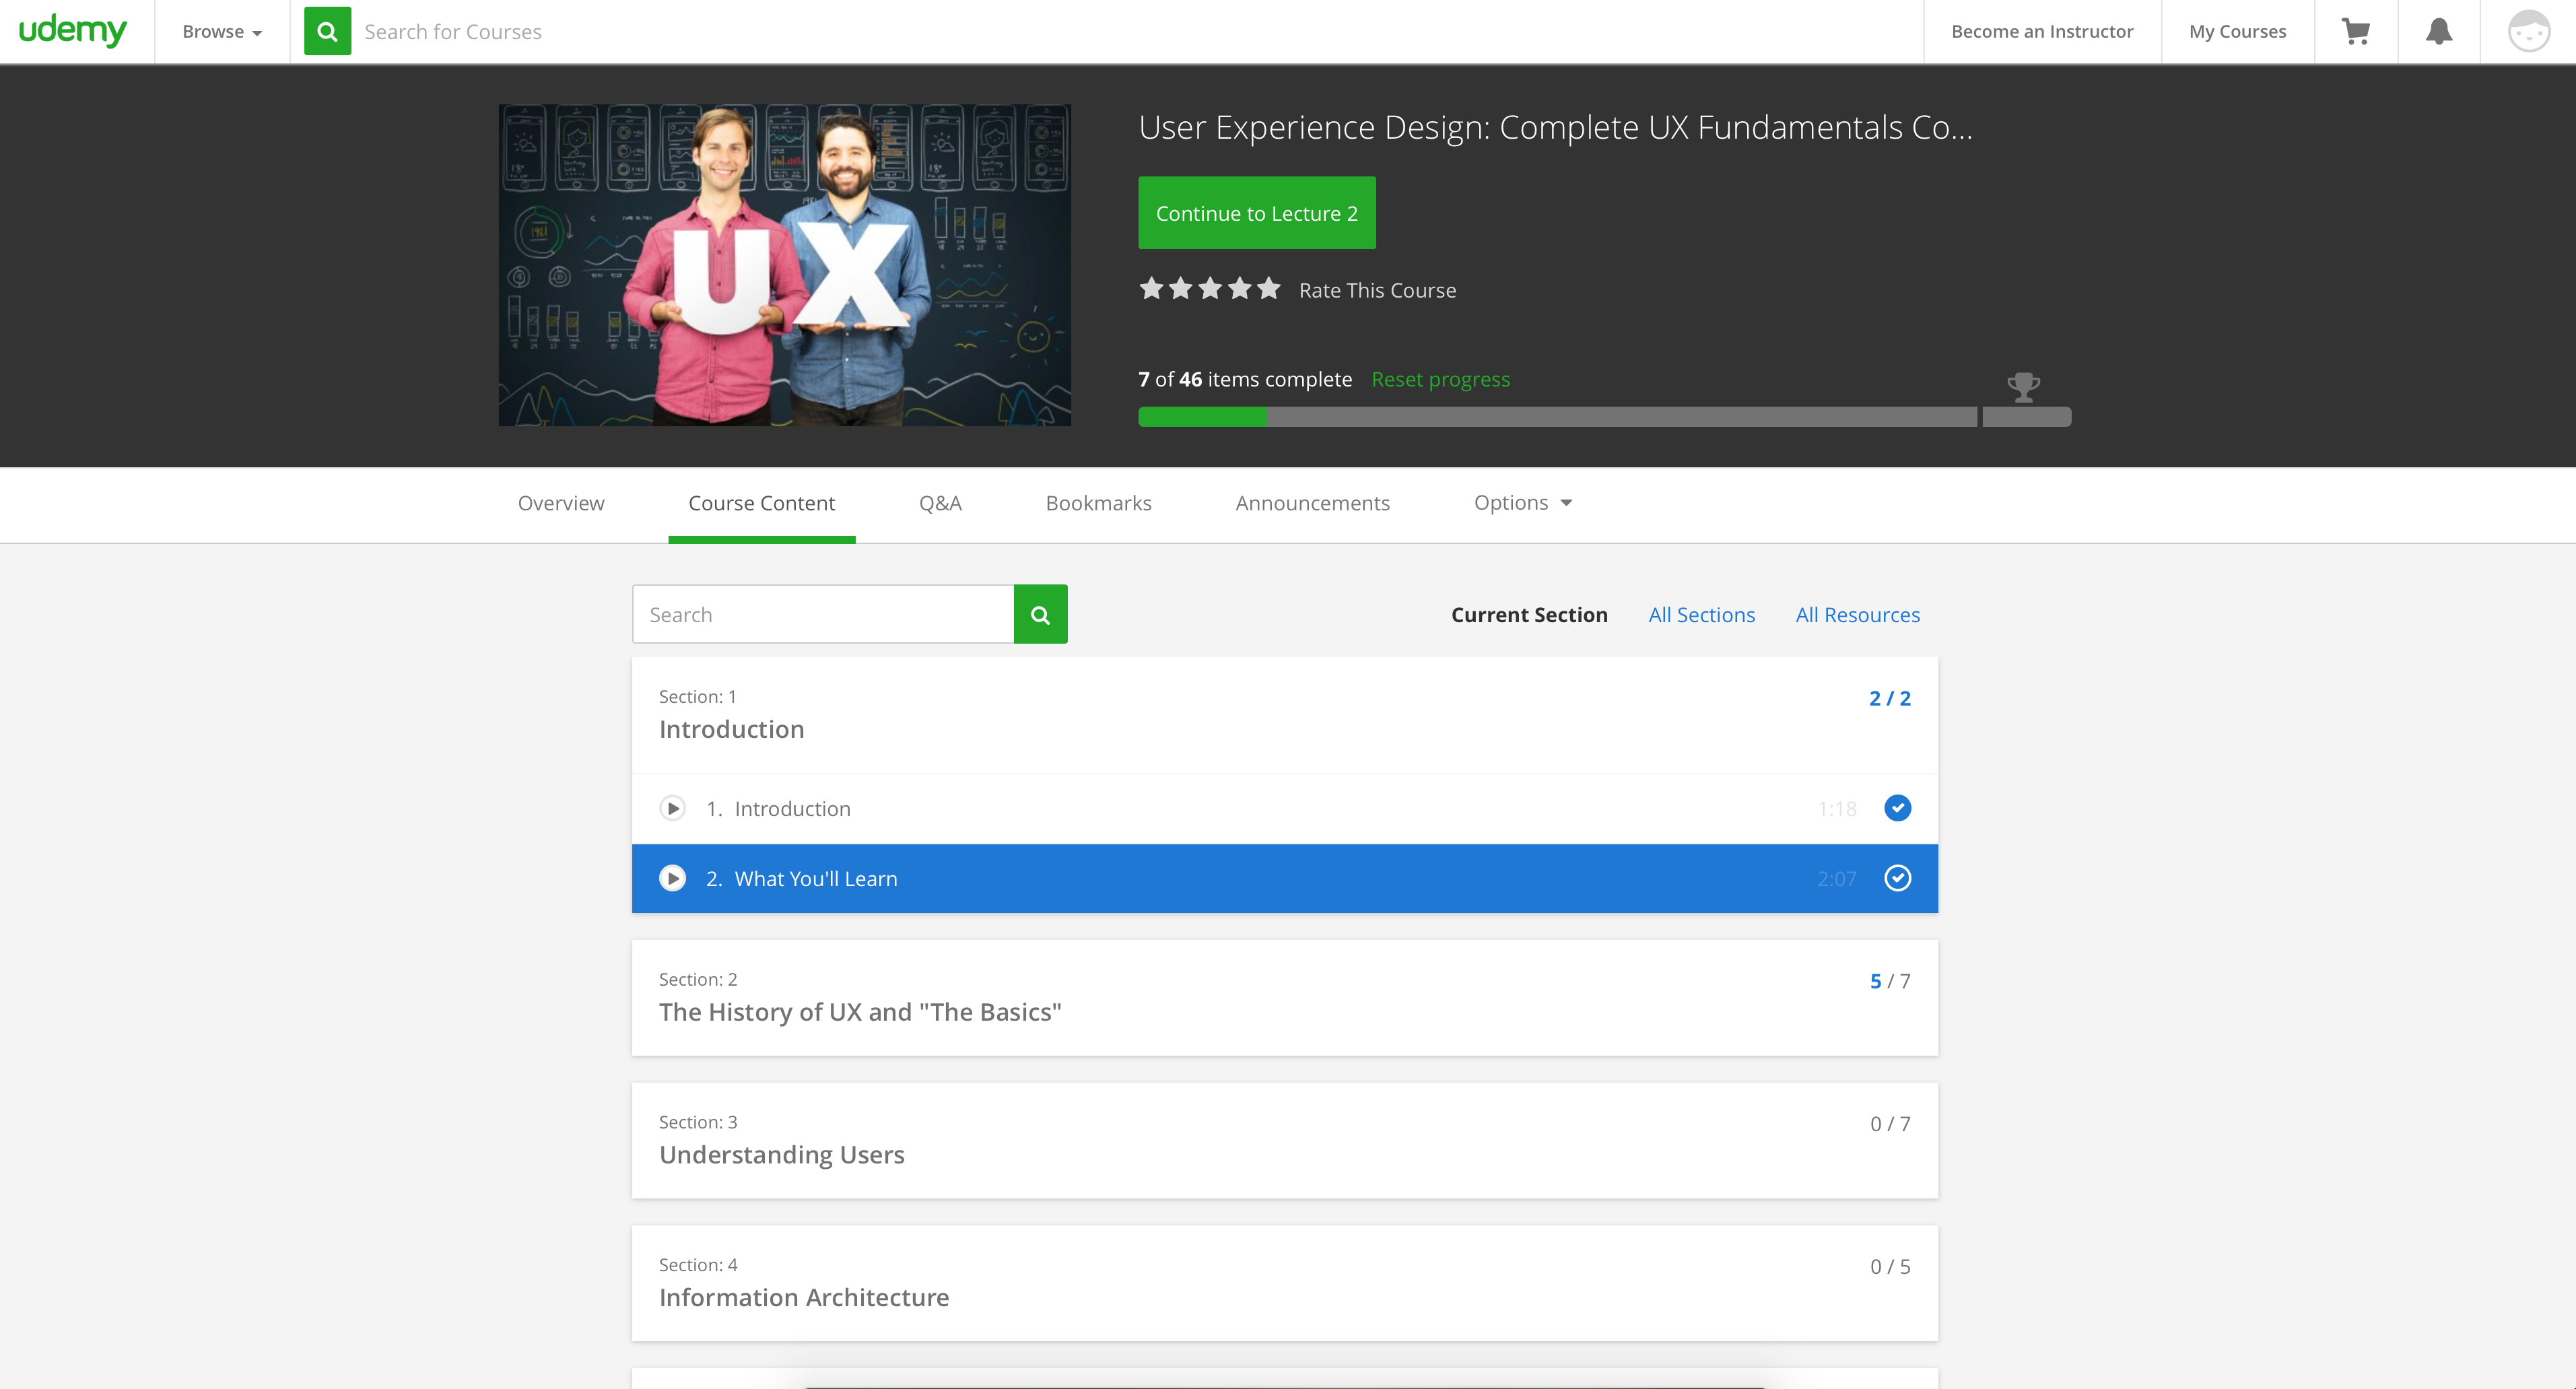 udemy
Browse
Search for Courses
Become an Instructor
My Courses
User Experience Design: Complete UX Fundamentals Co...
UX
Continue to Lecture 2
Rate This Course
7 of 46 items complete Reset progress
Overview
Course Content
Q&A
Bookmarks
Announcements
Options
Search
Current Section
All Sections
All Resources
Section: 1
2 / 2
Introduction
1. Introduction 1:18
2. What You'll Learn 2:07
Section: 2
5 / 7
The History of UX and "The Basics"
Section: 3
0 / 7
Understanding Users
Section: 4
0 / 5
Information Architecture